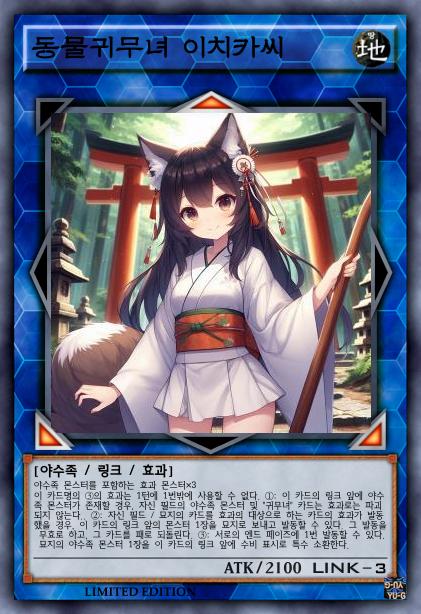 동물귀무녀 이치카씨
땅
地
[야수족 / 링크 / 효과]
야수족 몬스터를 포함하는 효과 몬스터×3
이 카드명의 ③의 효과는 1턴에 1번밖에 사용할 수 없다. ①: 이 카드의 링크 앞에 야수
족 몬스터가 존재할 경우, 자신 필드의 야수족 몬스터 및 "귀무녀" 카드는 효과로는 파괴
되지 않는다. ②: 자신 필드 / 묘지의 카드를 효과의 대상으로 하는 카드의 효과가 발동
했을 경우, 이 카드의 링크 앞의 몬스터 1장을 묘지로 보내고 발동할 수 있다. 그 발동을
무효로 하고, 그 카드를 패로 되돌린다. ③: 서로의 엔드 페이즈에 1번 발동할 수 있다.
묘지의 야수족 몬스터 1장을 이 카드의 링크 앞에 수비 표시로 특수 소환한다.
ATK/2100 LINK-3
LIMITED EDITION